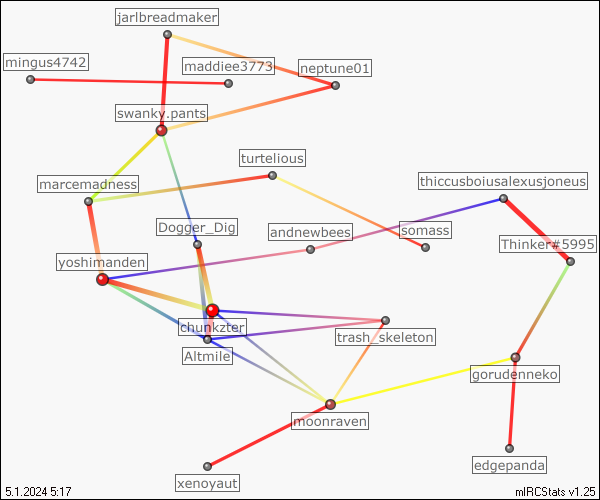 jarlbreadmaker
mingus4742
maddiee3773
neptune01
swanky.pants
turtelious
marcemadness
thiccusboiusalexusjoneus
Dogger_Dig
andnewbees
somass
Thinker#5995
yoshimanden
chunkzter
trash_skeleton
Altmile
gorudenneko
moonraven
edgepanda
xenoyaut
5.1.2024 5:17
mIRCStats v1.25